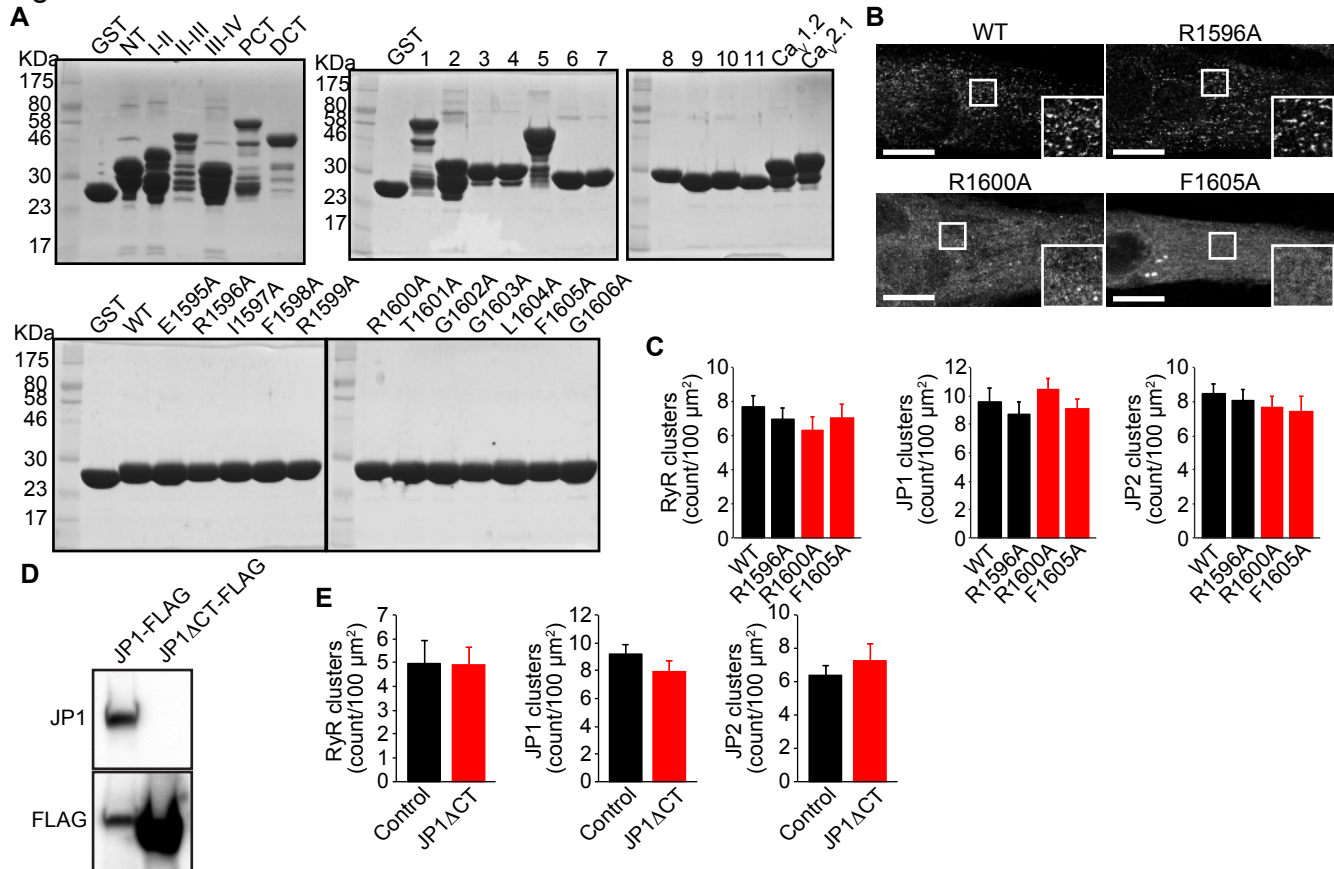 A
GST NT I-II II-III III-IV PCT DCT
KDa
175
80
58
46
30
23
17
GST 1 2 3 4 5 6 7
KDa
175
80
58
46
30
23
17
8 9 10 11 CaV1.2 CaV2.1
GST WT E1595A R1596A I1597A F1598A R1599A
KDa
175
80
58
46
30
23
17
R1600A T1601A G1602A G1603A L1604A F1605A G1606A
B
WT R1596A
R1600A F1605A
C
RyR clusters
(count/100 µm²)
10
8
6
4
2
0
WT R1596A R1600A F1605A
JP1 clusters
(count/100 µm²)
12
10
8
6
4
2
0
WT R1596A R1600A F1605A
JP2 clusters
(count/100 µm²)
10
8
6
4
2
0
WT R1596A R1600A F1605A
D
JP1-FLAG JP1ΔCT-FLAG
JP1
FLAG
E
RyR clusters
(count/100 µm²)
7
6
5
4
3
2
1
0
Control JP1ΔCT
JP1 clusters
(count/100 µm²)
12
10
8
6
4
2
0
Control JP1ΔCT
JP2 clusters
(count/100 µm²)
10
8
6
4
2
0
Control JP1ΔCT